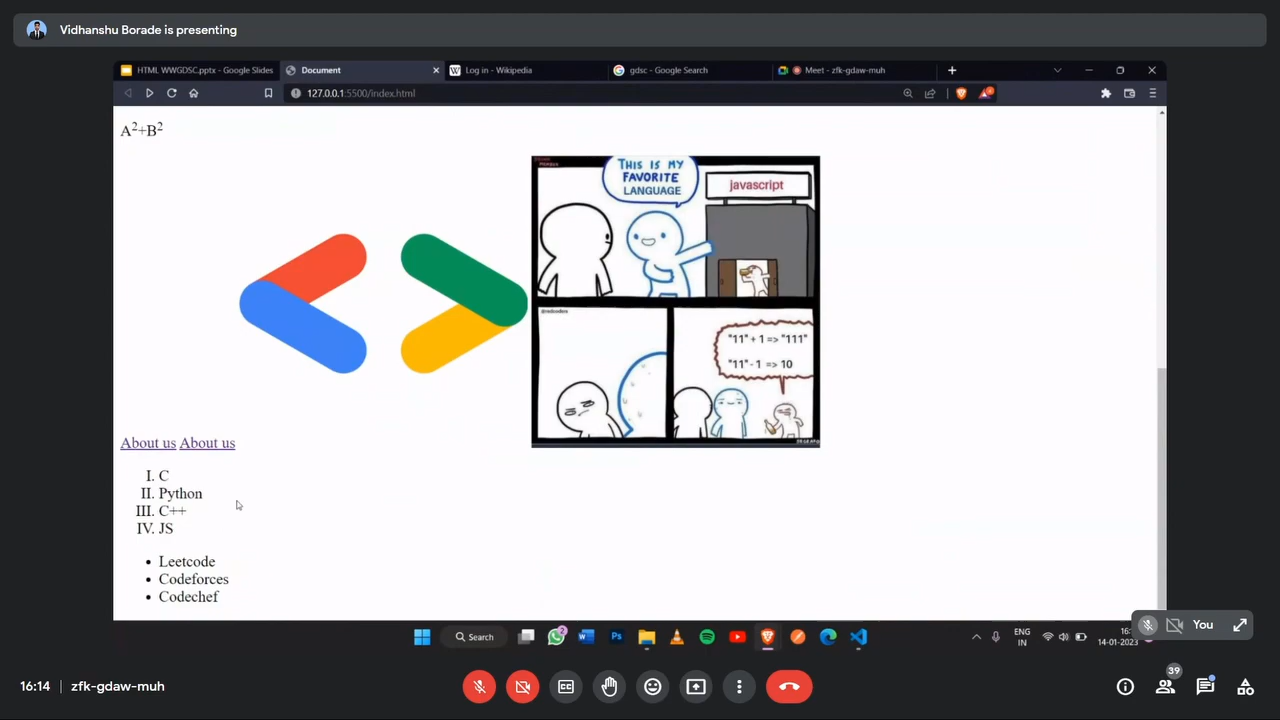 Vidhanshu Borade is presenting
HTML WWGDSC.pptx - Google Slides
Document
Log in - Wikipedia
gdsc - Google Search
Meet - zfk-gdaw-muh
127.0.0.1:5500/index.html
A²+B²
THIS IS MY
FAVORITE
LANGUAGE
javascript
"11" + 1 => "111"
"11" - 1 => 10
About us About us
I. C
II. Python
III. C++
IV. JS
• Leetcode
• Codeforces
• Codechef
Search
ENG
IN
14-01-2023
You
16:14 | zfk-gdaw-muh
39